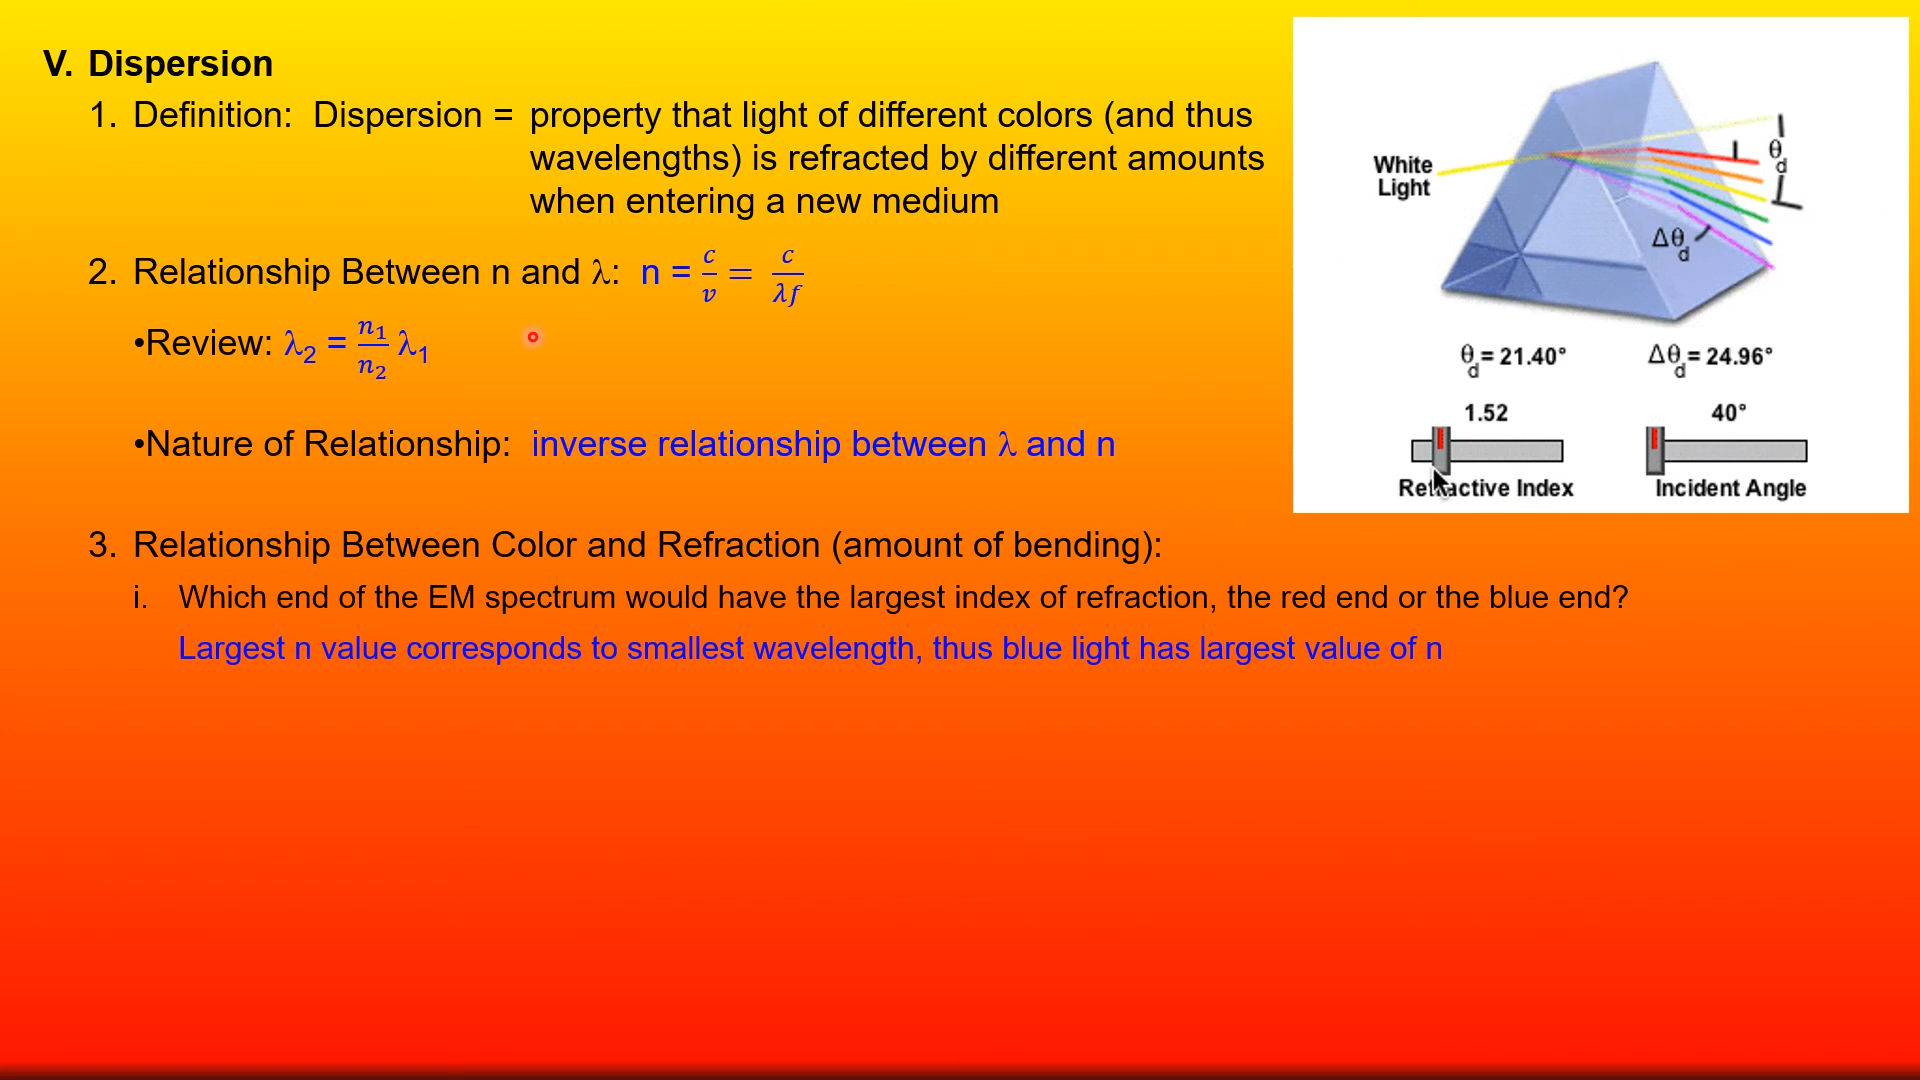 V. Dispersion
1. Definition: Dispersion = property that light of different colors (and thus
wavelengths) is refracted by different amounts
when entering a new medium
2. Relationship Between n and λ: n = c/v = c/λf
•Review: λ₂ = n₁/n₂ λ₁
•Nature of Relationship: inverse relationship between λ and n
3. Relationship Between Color and Refraction (amount of bending):
i. Which end of the EM spectrum would have the largest index of refraction, the red end or the blue end?
Largest n value corresponds to smallest wavelength, thus blue light has largest value of n
White
Light
θd
Δθd
θd = 21.40° Δθd = 24.96°
1.52 40°
Refractive Index Incident Angle